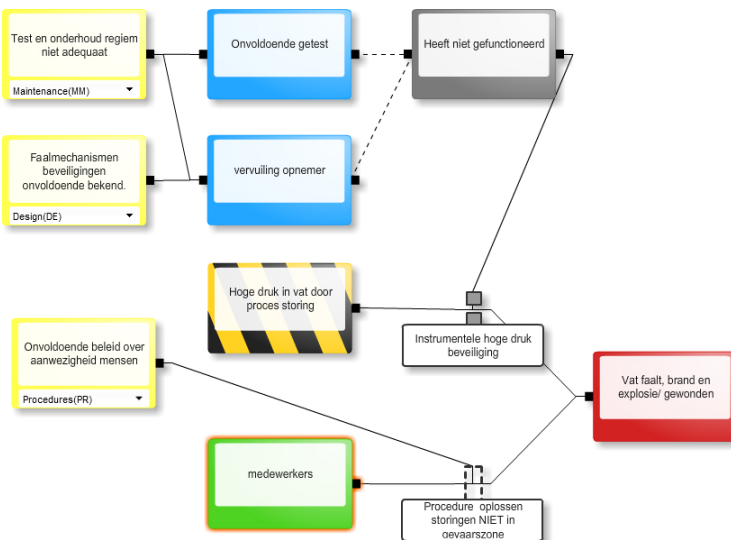 Test en onderhoud regiem
niet adequaat
Maintenance(MM)
Onvoldoende getest
Heeft niet gefunctioneerd
Faalmechanismen
beveiligingen
onvoldoende bekend.
Design(DE)
vervuiling opnemer
Hoge druk in vat door
proces storing
Instrumentele hoge druk
beveiliging
Onvoldoende beleid over
aanwezigheid mensen
Procedures(PR)
Vat faalt, brand en
explosie/ gewonden
medewerkers
Procedure oplossen
storingen NIET in
gevaarszone